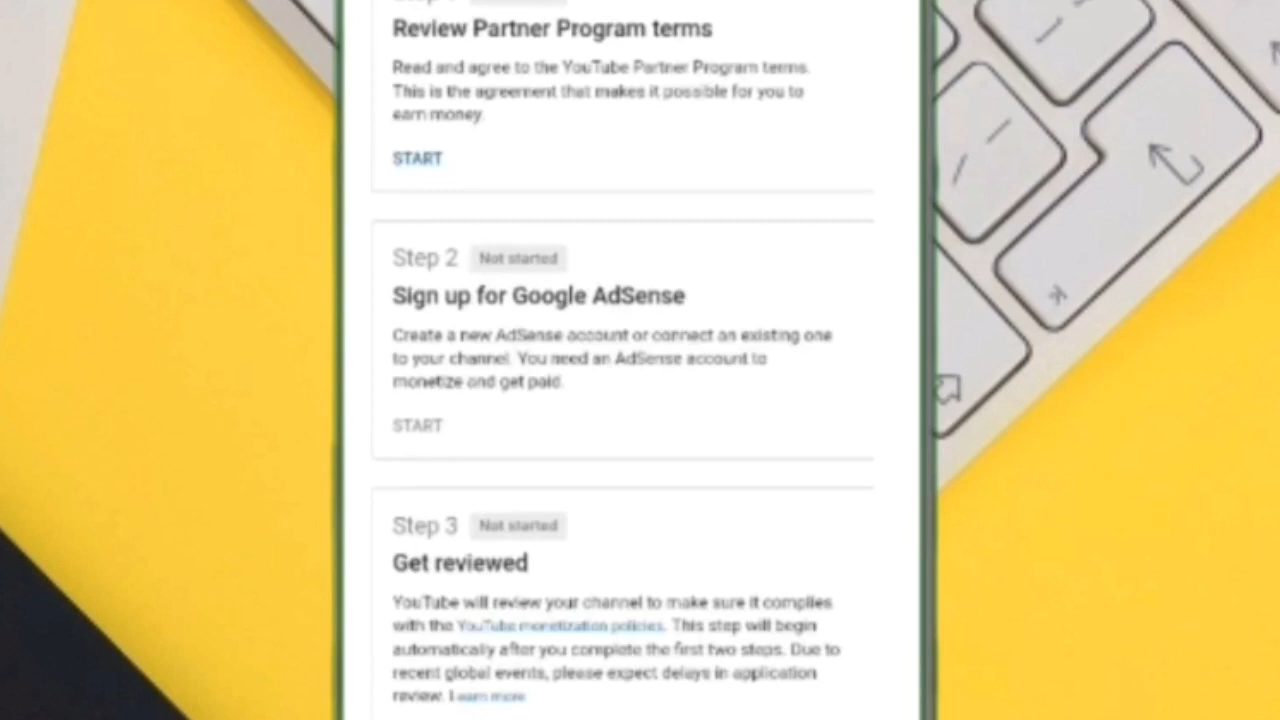 Review Partner Program terms
Read and agree to the YouTube Partner Program terms.
This is the agreement that makes it possible for you to
earn money.
START
Step 2 Not started
Sign up for Google AdSense
Create a new AdSense account or connect an existing one
to your channel. You need an AdSense account to
monetize and get paid.
START
Step 3 Not started
Get reviewed
YouTube will review your channel to make sure it complies
with the YouTube monetization policies. This step will begin
automatically after you complete the first two steps. Due to
recent global events, please expect delays in application
review. Learn more